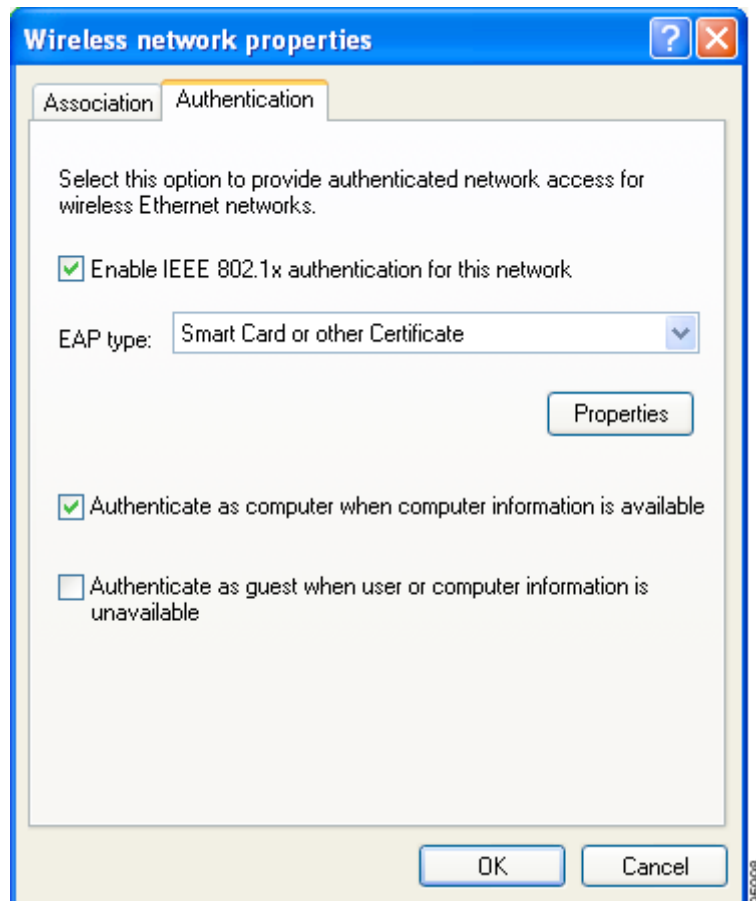 Wireless network properties
Association
Authentication
Select this option to provide authenticated network access for
wireless Ethernet networks.
Enable IEEE 802.1x authentication for this network
EAP type:
Smart Card or other Certificate
Properties
Authenticate as computer when computer information is available
Authenticate as guest when user or computer information is
unavailable
OK
Cancel